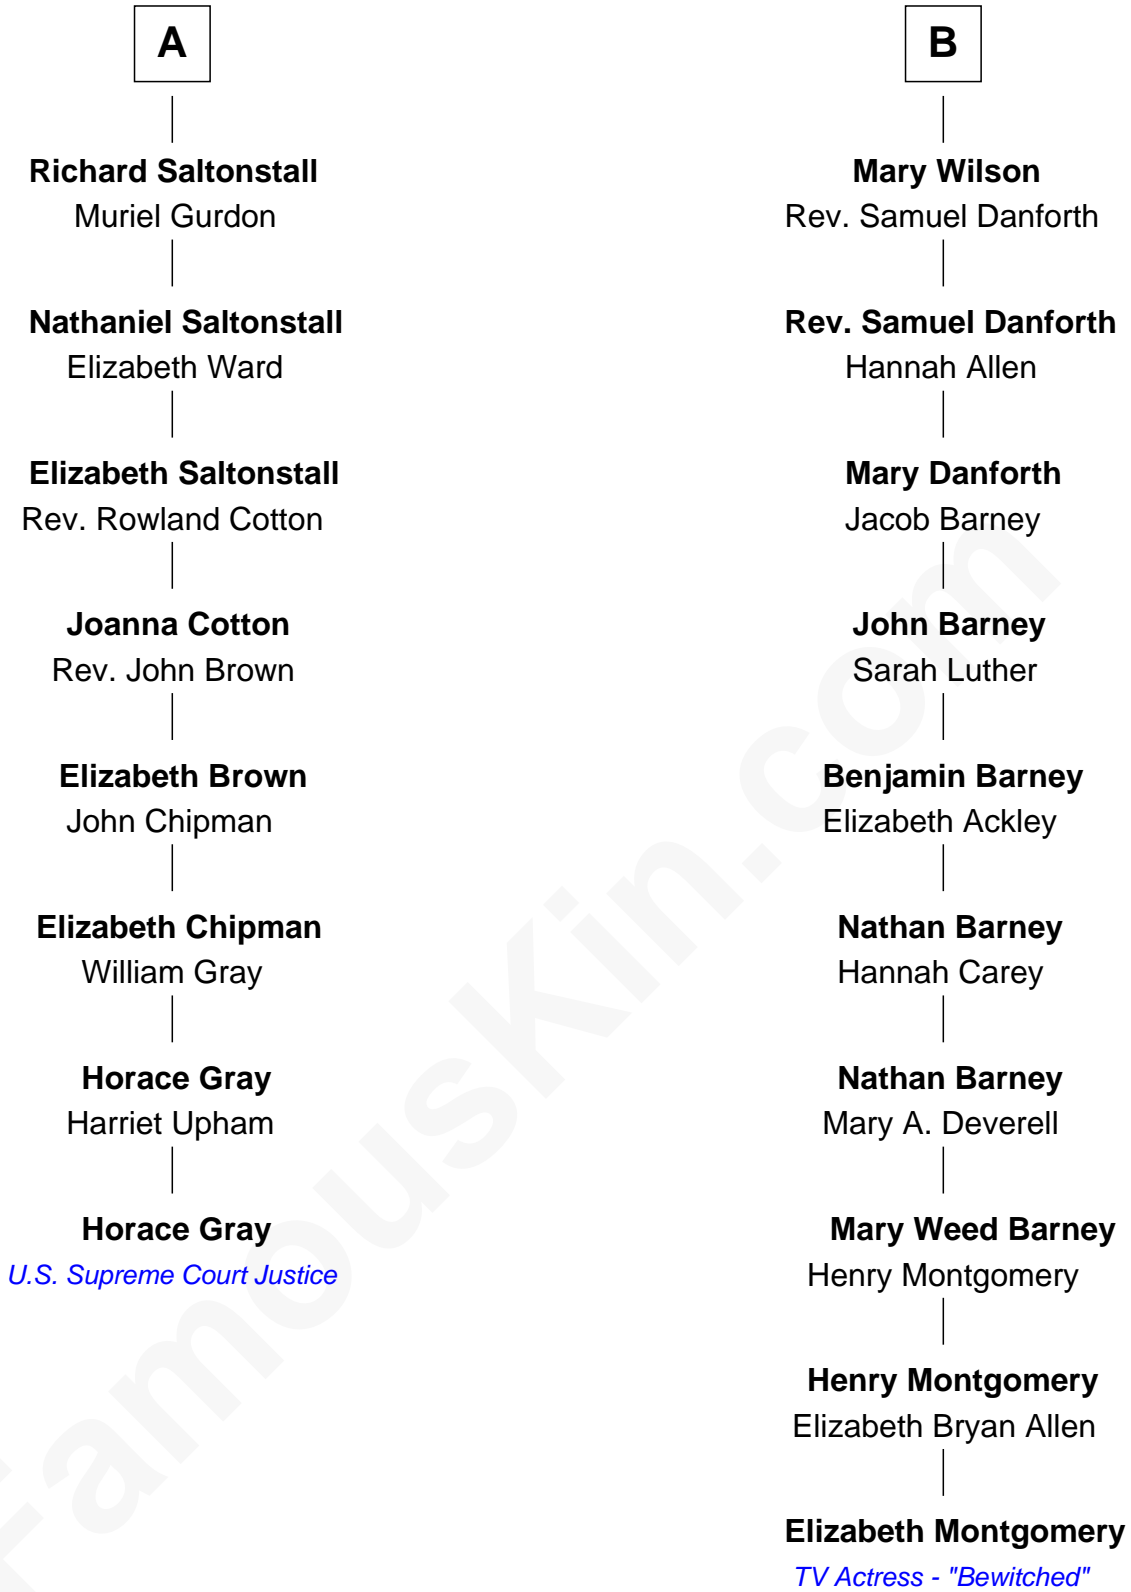 A
Richard Saltonstall
Muriel Gurdon
Nathaniel Saltonstall
Elizabeth Ward
Elizabeth Saltonstall
Rev. Rowland Cotton
Joanna Cotton
Rev. John Brown
Elizabeth Brown
John Chipman
Elizabeth Chipman
William Gray
Horace Gray
Harriet Upham
Horace Gray
U.S. Supreme Court Justice
B
Mary Wilson
Rev. Samuel Danforth
Rev. Samuel Danforth
Hannah Allen
Mary Danforth
Jacob Barney
John Barney
Sarah Luther
Benjamin Barney
Elizabeth Ackley
Nathan Barney
Hannah Carey
Nathan Barney
Mary A. Deverell
Mary Weed Barney
Henry Montgomery
Henry Montgomery
Elizabeth Bryan Allen
Elizabeth Montgomery
TV Actress - "Bewitched"
FamousKin.com